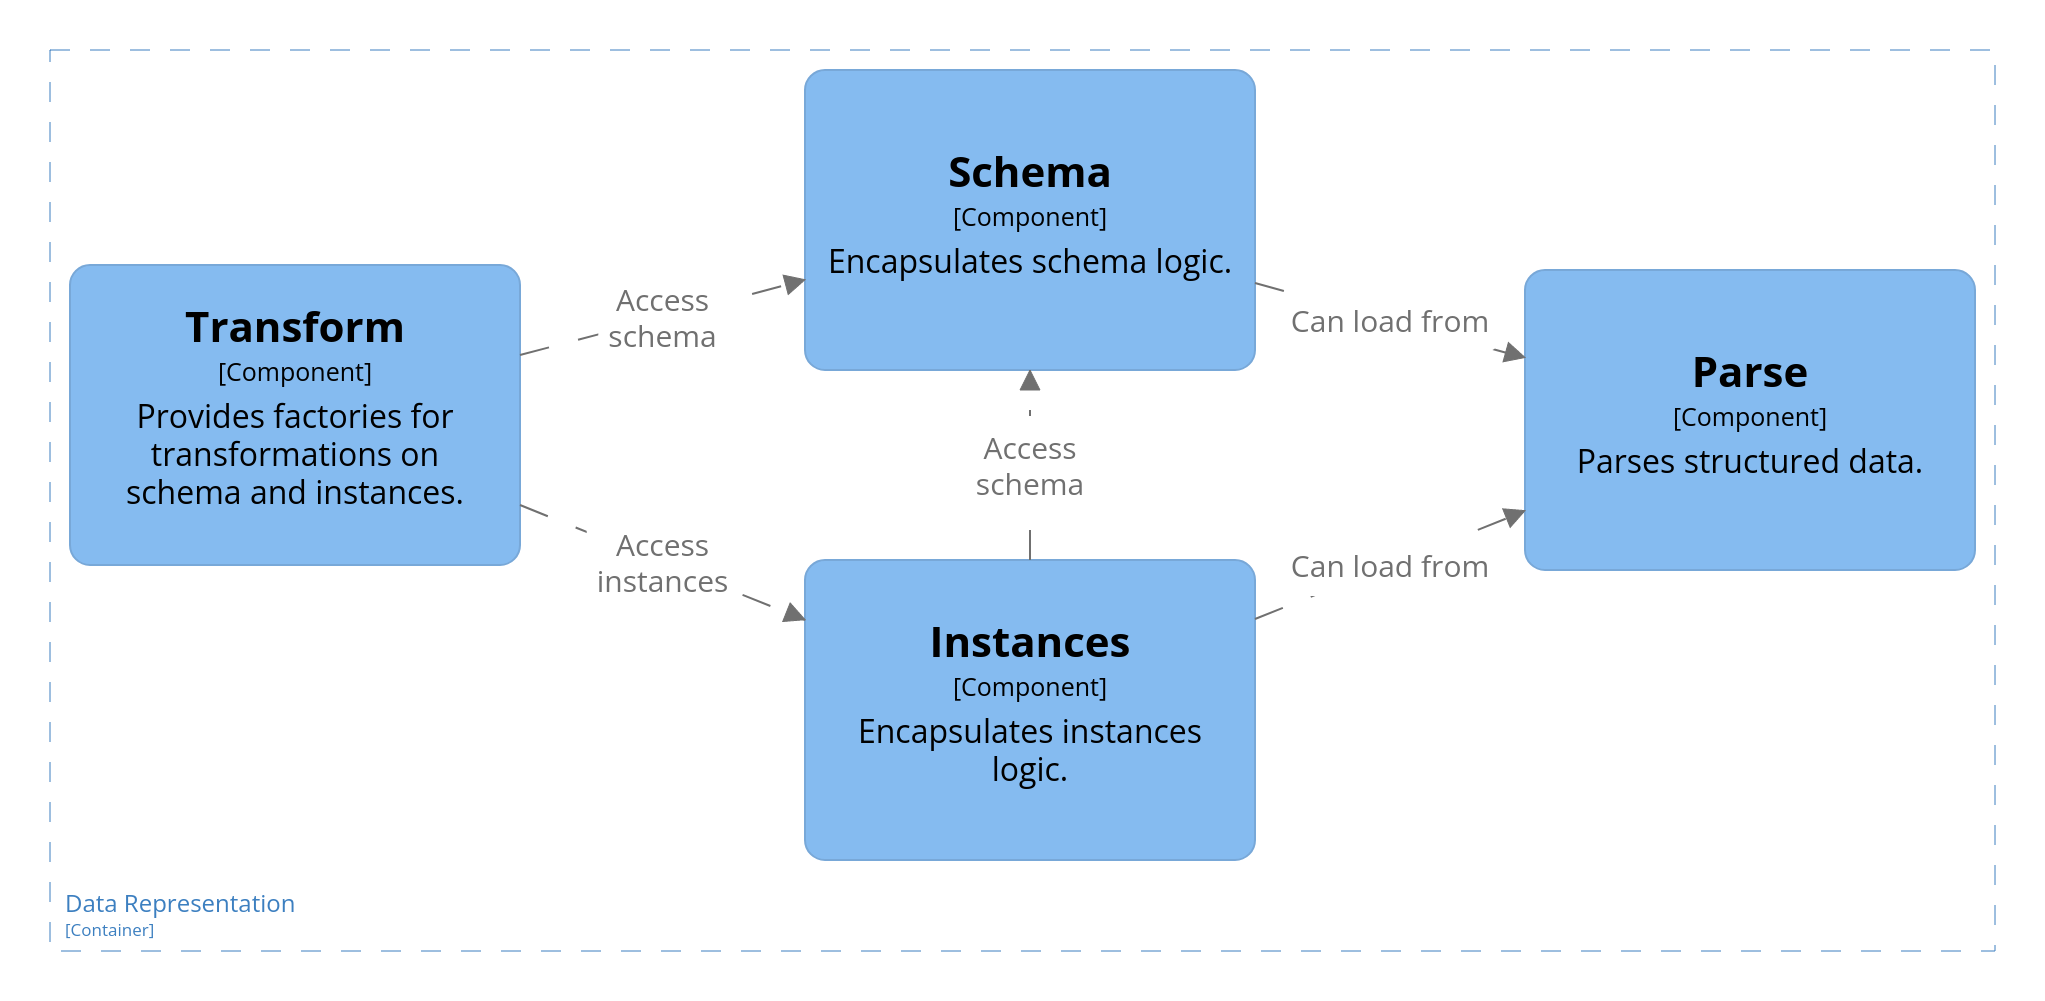 Schema
[Component]
Encapsulates schema logic.
Transform
[Component]
Provides factories for
transformations on
schema and instances.
Access
schema
Can load from
Parse
[Component]
Parses structured data.
Access
schema
Access
instances
Can load from
Instances
[Component]
Encapsulates instances
logic.
Data Representation
[Container]